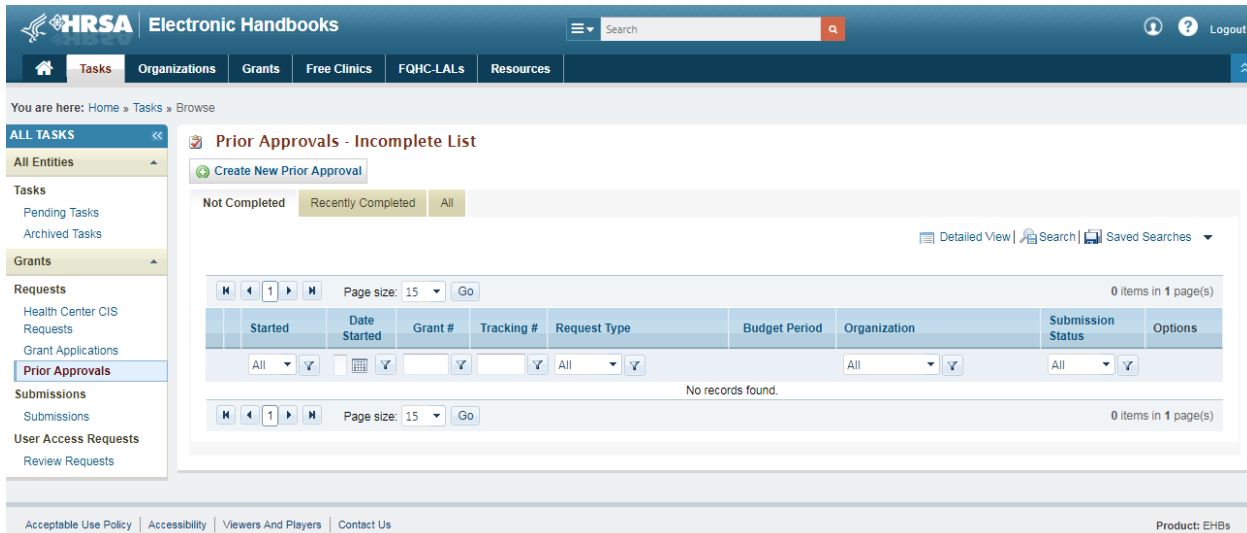 HRSA Electronic Handbooks
Search
Logout
Tasks Organizations Grants Free Clinics FQHC-LALs Resources
You are here: Home » Tasks » Browse
ALL TASKS
All Entities
Tasks
Pending Tasks
Archived Tasks
Grants
Requests
Health Center CIS
Requests
Grant Applications
Prior Approvals
Submissions
Submissions
User Access Requests
Review Requests
Prior Approvals - Incomplete List
Create New Prior Approval
Not Completed Recently Completed All
Detailed View | Search | Saved Searches
1 Page size: 15 Go 0 items in 1 page(s)
Started Date Started Grant # Tracking # Request Type Budget Period Organization Submission Status Options
All All All All
No records found.
1 Page size: 15 Go 0 items in 1 page(s)
Acceptable Use Policy | Accessibility | Viewers And Players | Contact Us
Product: EHBs